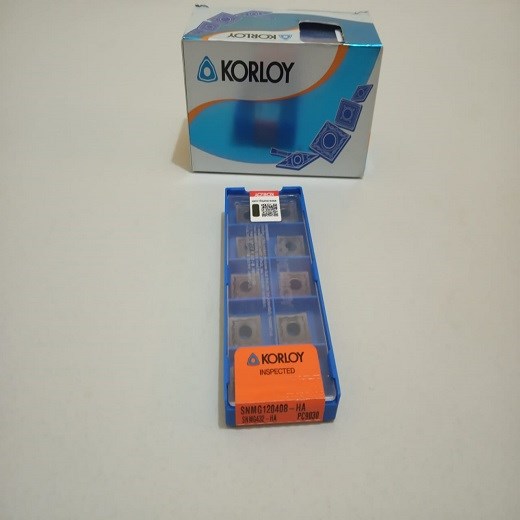 KORLOY
KORLOY
KORLOY
INSPECTED
SNMG120408-HA
SNMG432-HA PC9030